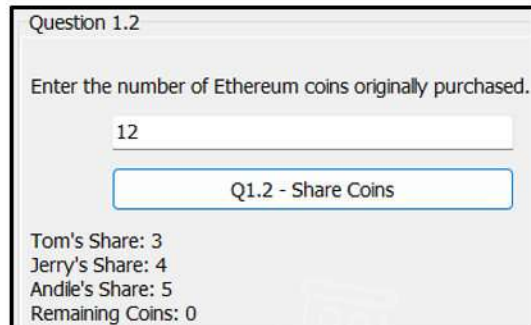 Question 1.2
Enter the number of Ethereum coins originally purchased.
12
Q1.2 - Share Coins
Tom's Share: 3
Jerry's Share: 4
Andile's Share: 5
Remaining Coins: 0